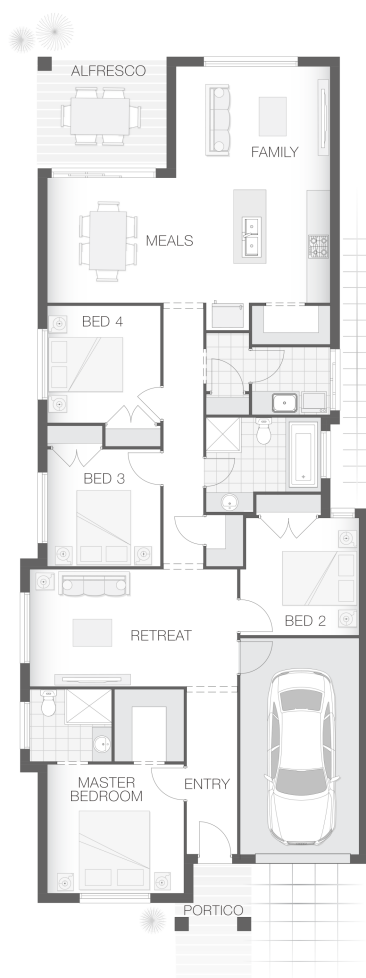 ALFRESCO
FAMILY
MEALS
BED 4
BED 3
BED 2
RETREAT
MASTER
BEDROOM
ENTRY
PORTICO